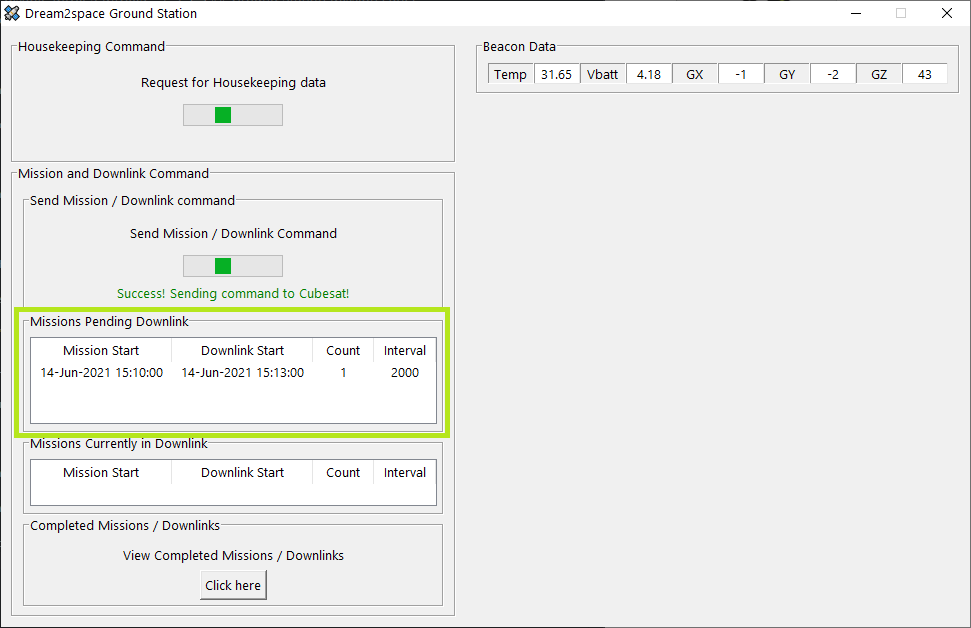 Dream2space Ground Station
Housekeeping Command
Request for Housekeeping data
Mission and Downlink Command
Send Mission / Downlink command
Send Mission / Downlink Command
Success! Sending command to Cubesat!
Missions Pending Downlink
Mission Start Downlink Start Count Interval
14-Jun-2021 15:10:00 14-Jun-2021 15:13:00 1 2000
Missions Currently in Downlink
Mission Start Downlink Start Count Interval
Completed Missions / Downlinks
View Completed Missions / Downlinks
Click here
Beacon Data
Temp 31.65 Vbatt 4.18 GX -1 GY -2 GZ 43